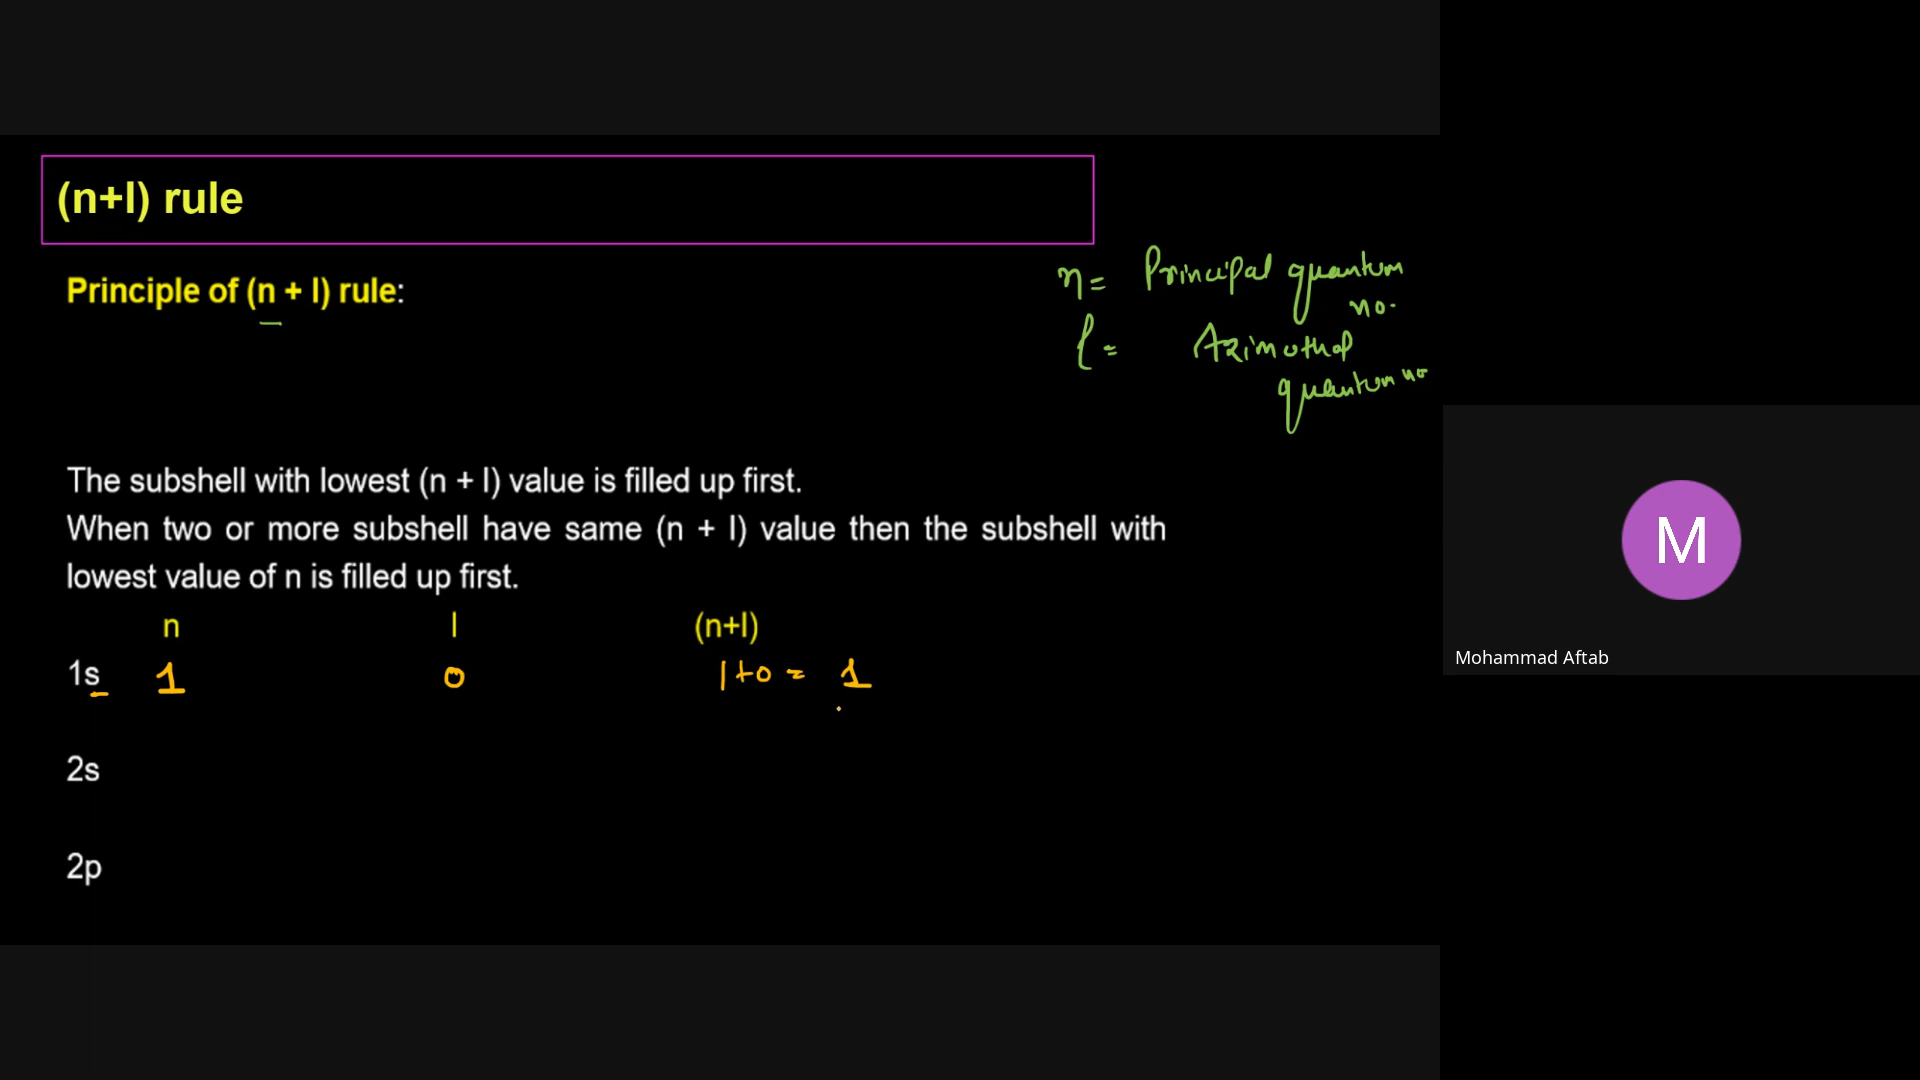 (n+l) rule
Principle of (n + l) rule:
n = Principal quantum
no.
l = Azimuthal
quantum no
The subshell with lowest (n + l) value is filled up first.
When two or more subshell have same (n + l) value then the subshell with
lowest value of n is filled up first.
n l (n+l)
1s 1 0 1+0 = 1
2s
2p
M
Mohammad Aftab